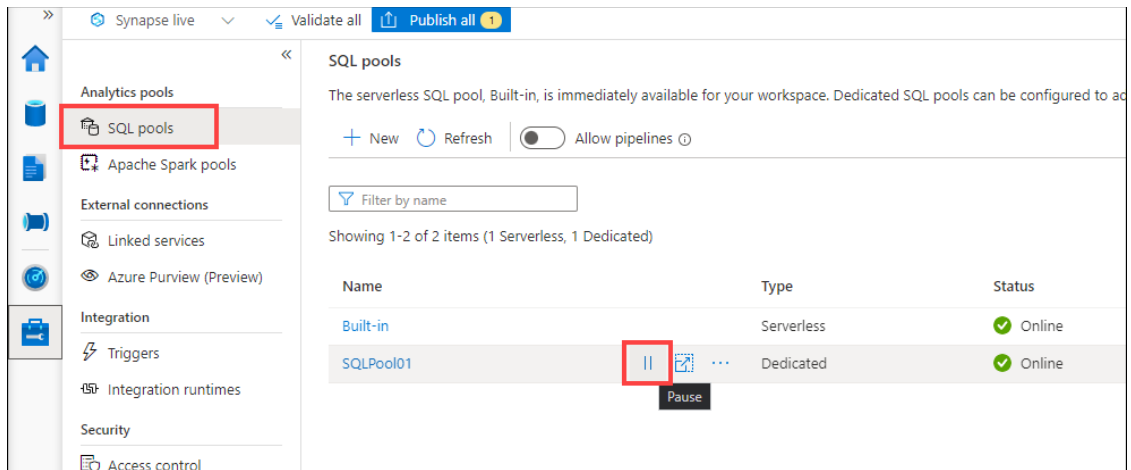 »
Synapse live
Validate all
Publish all 1
«
Analytics pools
SQL pools
Apache Spark pools
External connections
Linked services
Azure Purview (Preview)
Integration
Triggers
Integration runtimes
Security
Access control
SQL pools
The serverless SQL pool, Built-in, is immediately available for your workspace. Dedicated SQL pools can be configured to ac
New Refresh Allow pipelines
Filter by name
Showing 1-2 of 2 items (1 Serverless, 1 Dedicated)
Name Type Status
Built-in Serverless Online
SQLPool01 ... Dedicated Online
Pause